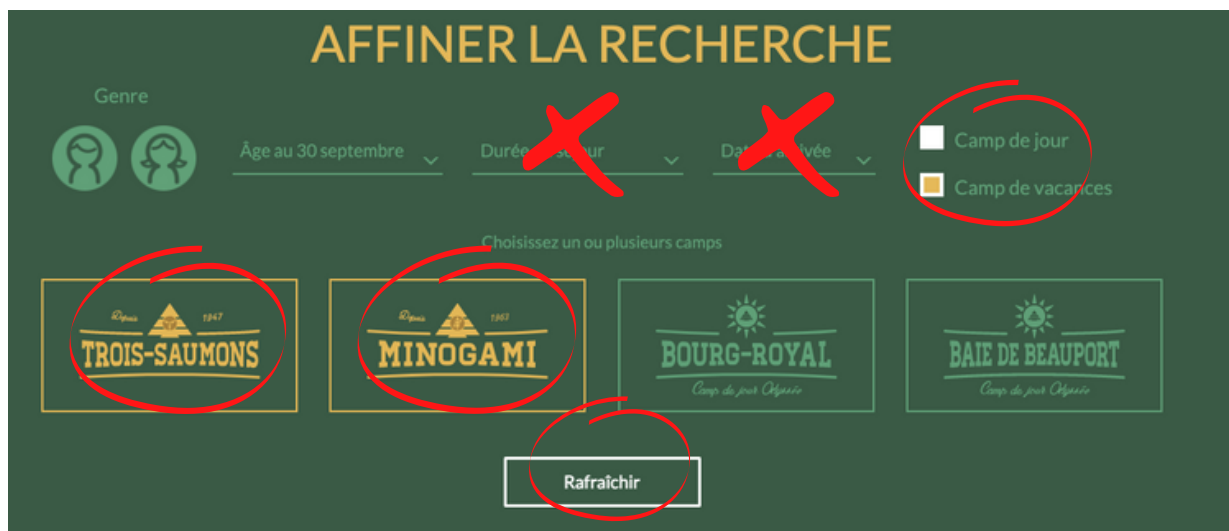 AFFINER LA RECHERCHE
Genre
Âge au 30 septembre
Durée
Camp de jour
Camp de vacances
Choisissez un ou plusieurs camps
Depuis 1947
TROIS-SAUMONS
Depuis 1963
MINOGAMI
BOURG-ROYAL
Camp de jour Odyssée
BAIE DE BEAUPORT
Camp de jour Odyssée
Rafraîchir